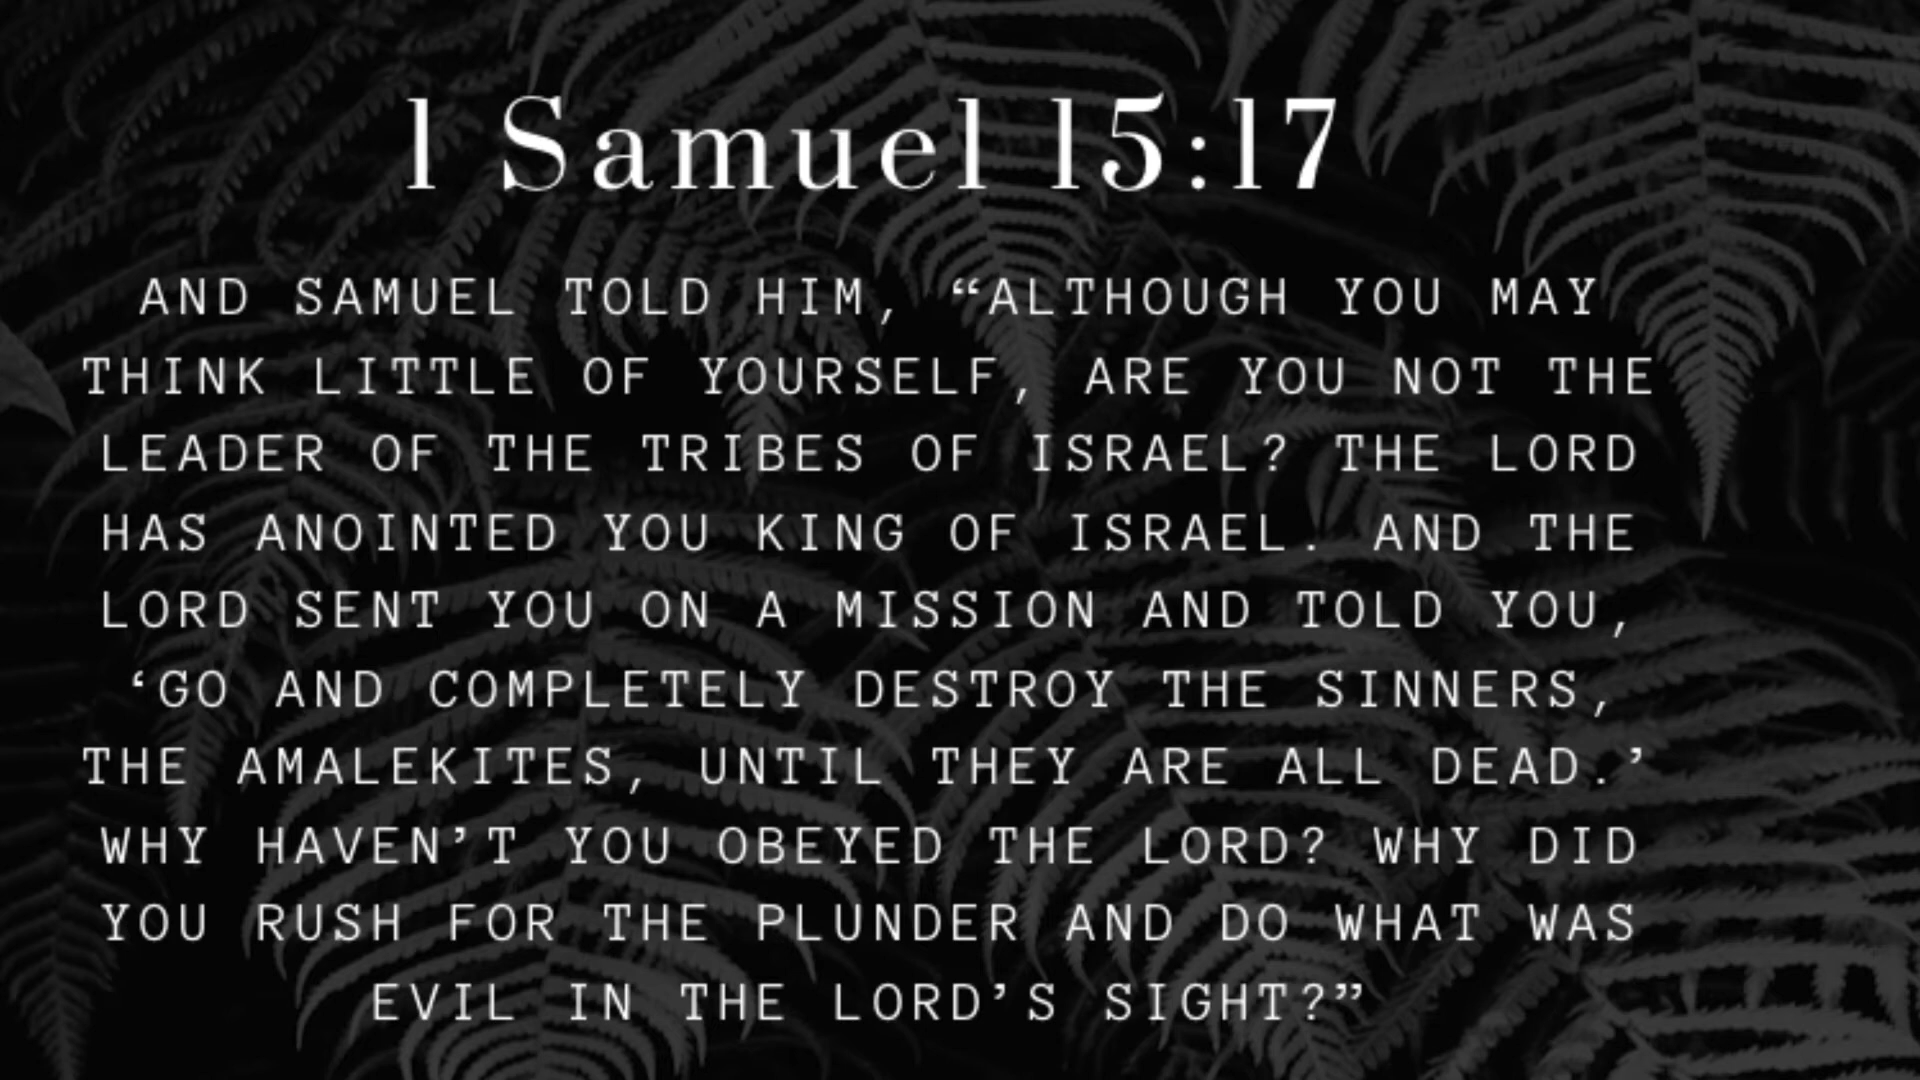 1 Samuel 15:17
AND SAMUEL TOLD HIM, “ALTHOUGH YOU MAY
THINK LITTLE OF YOURSELF, ARE YOU NOT THE
LEADER OF THE TRIBES OF ISRAEL? THE LORD
HAS ANOINTED YOU KING OF ISRAEL. AND THE
LORD SENT YOU ON A MISSION AND TOLD YOU,
‘GO AND COMPLETELY DESTROY THE SINNERS,
THE AMALEKITES, UNTIL THEY ARE ALL DEAD.’
WHY HAVEN’T YOU OBEYED THE LORD? WHY DID
YOU RUSH FOR THE PLUNDER AND DO WHAT WAS
EVIL IN THE LORD’S SIGHT?”